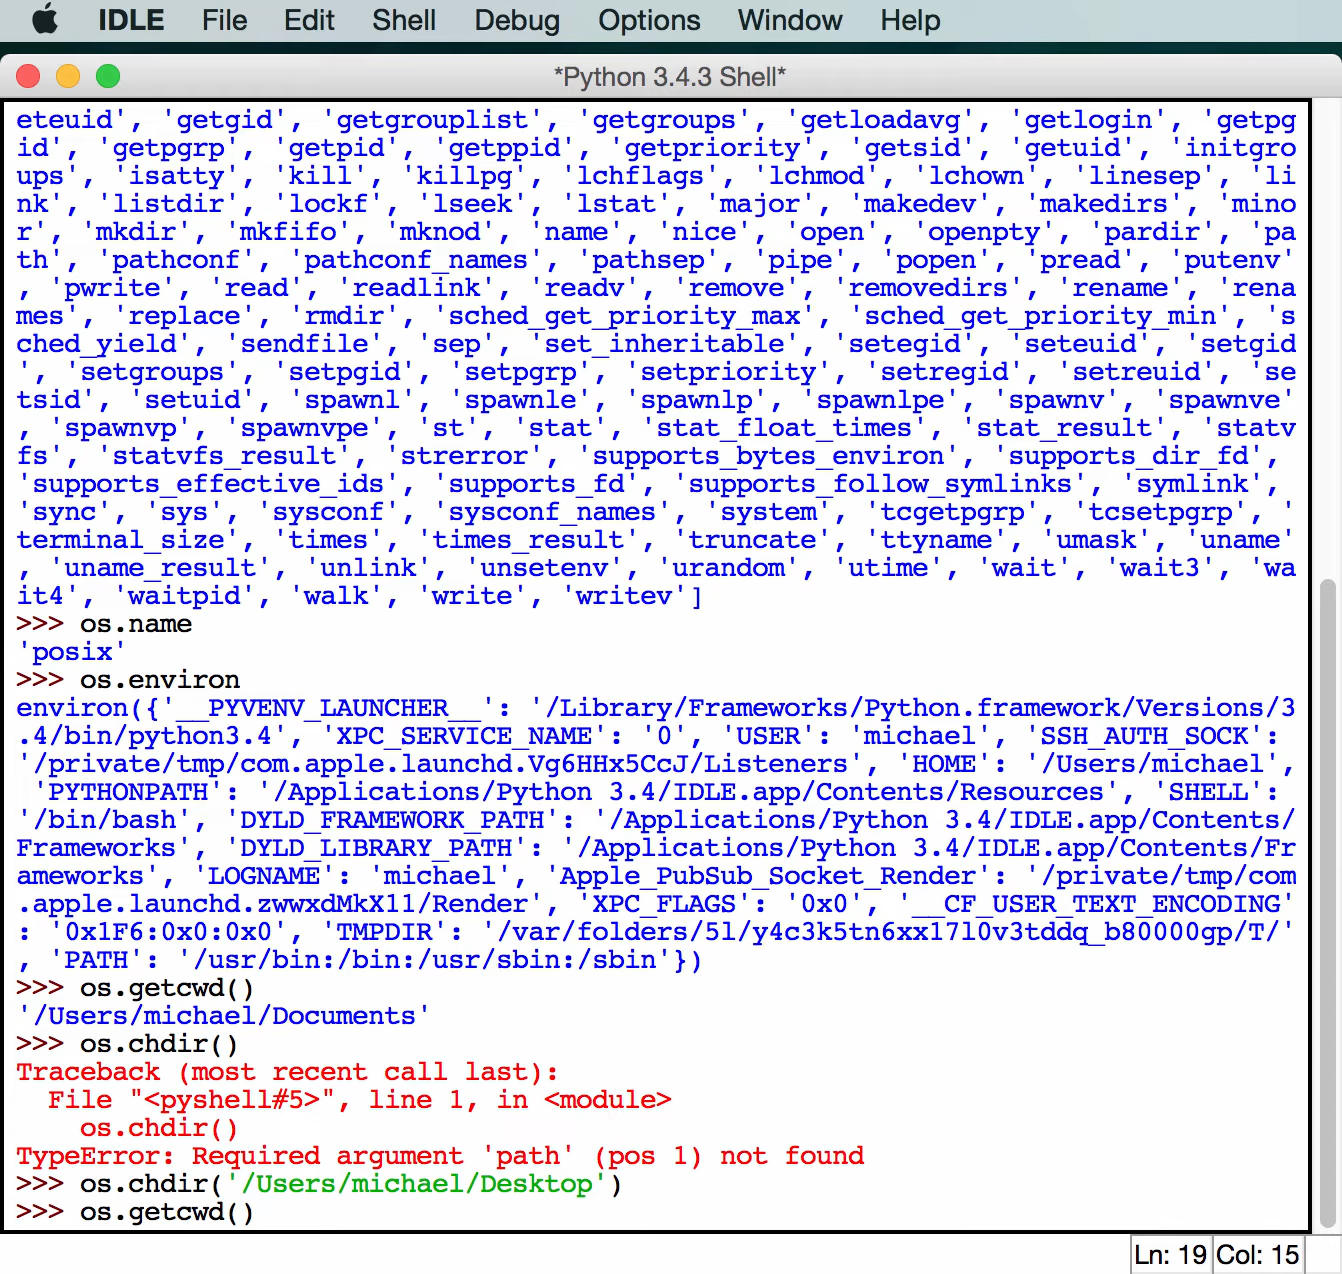 IDLE File Edit Shell Debug Options Window Help
*Python 3.4.3 Shell*
eteuid', 'getgid', 'getgrouplist', 'getgroups', 'getloadavg', 'getlogin', 'getpg
id', 'getpgrp', 'getpid', 'getppid', 'getpriority', 'getsid', 'getuid', 'initgro
ups', 'isatty', 'kill', 'killpg', 'lchflags', 'lchmod', 'lchown', 'linesep', 'li
nk', 'listdir', 'lockf', 'lseek', 'lstat', 'major', 'makedev', 'makedirs', 'mino
r', 'mkdir', 'mkfifo', 'mknod', 'name', 'nice', 'open', 'openpty', 'pardir', 'pa
th', 'pathconf', 'pathconf_names', 'pathsep', 'pipe', 'popen', 'pread', 'putenv'
, 'pwrite', 'read', 'readlink', 'readv', 'remove', 'removedirs', 'rename', 'rena
mes', 'replace', 'rmdir', 'sched_get_priority_max', 'sched_get_priority_min', 's
ched_yield', 'sendfile', 'sep', 'set_inheritable', 'setegid', 'seteuid', 'setgid
', 'setgroups', 'setpgid', 'setpgrp', 'setpriority', 'setregid', 'setreuid', 'se
tsid', 'setuid', 'spawnl', 'spawnle', 'spawnlp', 'spawnlpe', 'spawnv', 'spawnve'
, 'spawnvp', 'spawnvpe', 'st', 'stat', 'stat_float_times', 'stat_result', 'statv
fs', 'statvfs_result', 'strerror', 'supports_bytes_environ', 'supports_dir_fd',
'supports_effective_ids', 'supports_fd', 'supports_follow_symlinks', 'symlink',
'sync', 'sys', 'sysconf', 'sysconf_names', 'system', 'tcgetpgrp', 'tcsetpgrp', '
terminal_size', 'times', 'times_result', 'truncate', 'ttyname', 'umask', 'uname'
, 'uname_result', 'unlink', 'unsetenv', 'urandom', 'utime', 'wait', 'wait3', 'wa
it4', 'waitpid', 'walk', 'write', 'writev']
>>> os.name
'posix'
>>> os.environ
environ({'__PYVENV_LAUNCHER__': '/Library/Frameworks/Python.framework/Versions/3
.4/bin/python3.4', 'XPC_SERVICE_NAME': '0', 'USER': 'michael', 'SSH_AUTH_SOCK':
'/private/tmp/com.apple.launchd.Vg6HHx5CcJ/Listeners', 'HOME': '/Users/michael',
'PYTHONPATH': '/Applications/Python 3.4/IDLE.app/Contents/Resources', 'SHELL':
'/bin/bash', 'DYLD_FRAMEWORK_PATH': '/Applications/Python 3.4/IDLE.app/Contents/
Frameworks', 'DYLD_LIBRARY_PATH': '/Applications/Python 3.4/IDLE.app/Contents/Fr
ameworks', 'LOGNAME': 'michael', 'Apple_PubSub_Socket_Render': '/private/tmp/com
.apple.launchd.zwwxdMkX11/Render', 'XPC_FLAGS': '0x0', '__CF_USER_TEXT_ENCODING'
: '0x1F6:0x0:0x0', 'TMPDIR': '/var/folders/5l/y4c3k5tn6xx17l0v3tddq_b80000gp/T/'
, 'PATH': '/usr/bin:/bin:/usr/sbin:/sbin'})
>>> os.getcwd()
'/Users/michael/Documents'
>>> os.chdir()
Traceback (most recent call last):
  File "<pyshell#5>", line 1, in <module>
    os.chdir()
TypeError: Required argument 'path' (pos 1) not found
>>> os.chdir('/Users/michael/Desktop')
>>> os.getcwd()
Ln: 19 Col: 15